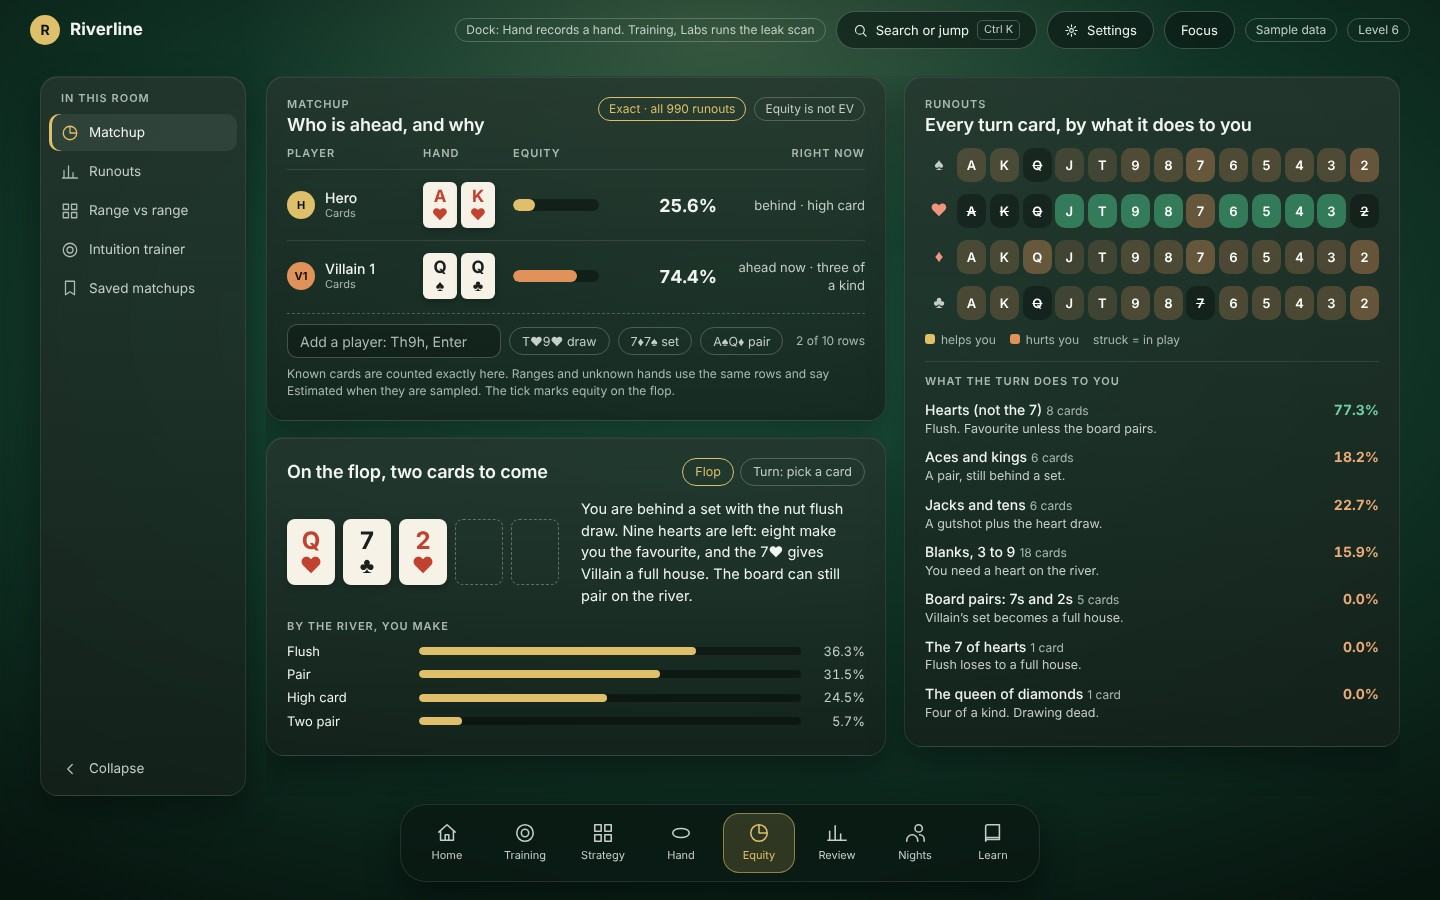 R Riverline
Dock: Hand records a hand. Training, Labs runs the leak scan
Search or jump Ctrl K
Settings
Focus
Sample data
Level 6
IN THIS ROOM
Matchup
Runouts
Range vs range
Intuition trainer
Saved matchups
Collapse
MATCHUP
Who is ahead, and why
Exact · all 990 runouts
Equity is not EV
PLAYER HAND EQUITY RIGHT NOW
H Hero
Cards
A♥ K♥
25.6%
behind · high card
V1 Villain 1
Cards
Q♠ Q♣
74.4%
ahead now · three of
a kind
Add a player: Th9h, Enter
T♥9♥ draw
7♦7♠ set
A♠Q♦ pair
2 of 10 rows
Known cards are counted exactly here. Ranges and unknown hands use the same rows and say
Estimated when they are sampled. The tick marks equity on the flop.
On the flop, two cards to come
Flop
Turn: pick a card
Q♥ 7♣ 2♥
You are behind a set with the nut flush
draw. Nine hearts are left: eight make
you the favourite, and the 7♥ gives
Villain a full house. The board can still
pair on the river.
BY THE RIVER, YOU MAKE
Flush 36.3%
Pair 31.5%
High card 24.5%
Two pair 5.7%
RUNOUTS
Every turn card, by what it does to you
♠ A K Q J T 9 8 7 6 5 4 3 2
♥ A K Q J T 9 8 7 6 5 4 3 2
♦ A K Q J T 9 8 7 6 5 4 3 2
♣ A K Q J T 9 8 7 6 5 4 3 2
helps you hurts you struck = in play
WHAT THE TURN DOES TO YOU
Hearts (not the 7) 8 cards 77.3%
Flush. Favourite unless the board pairs.
Aces and kings 6 cards 18.2%
A pair, still behind a set.
Jacks and tens 6 cards 22.7%
A gutshot plus the heart draw.
Blanks, 3 to 9 18 cards 15.9%
You need a heart on the river.
Board pairs: 7s and 2s 5 cards 0.0%
Villain's set becomes a full house.
The 7 of hearts 1 card 0.0%
Flush loses to a full house.
The queen of diamonds 1 card 0.0%
Four of a kind. Drawing dead.
Home
Training
Strategy
Hand
Equity
Review
Nights
Learn